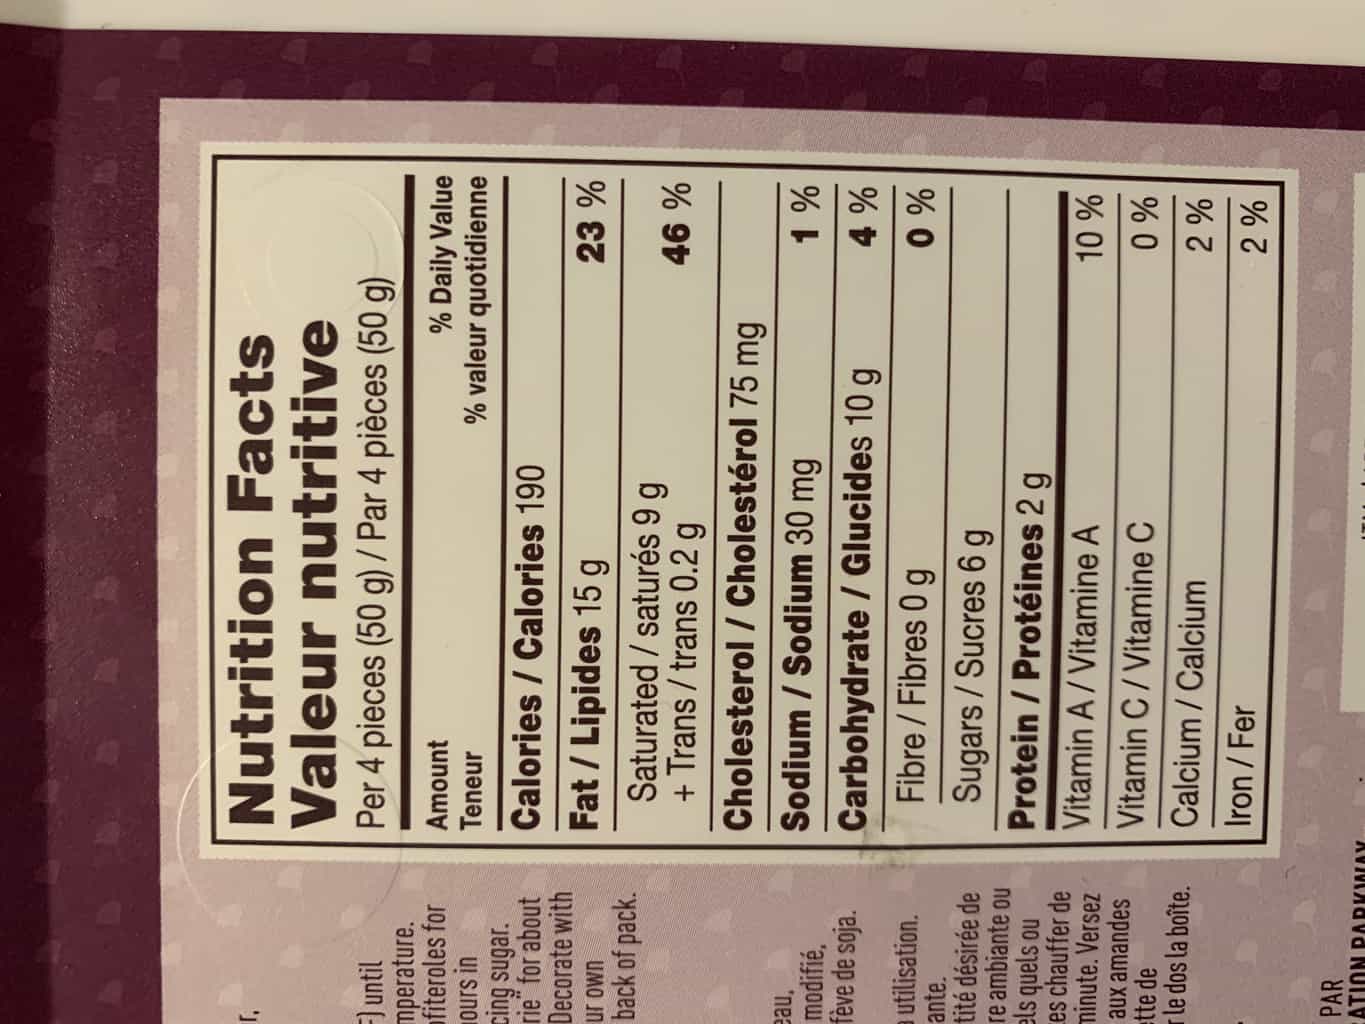 Nutrition Facts
Valeur nutritive
Per 4 pieces (50 g) / Par 4 pièces (50 g)
Amount % Daily Value
Teneur % valeur quotidienne
Calories / Calories 190
Fat / Lipides 15 g 23 %
Saturated / saturés 9 g
+ Trans / trans 0.2 g 46 %
Cholesterol / Cholestérol 75 mg
Sodium / Sodium 30 mg 1 %
Carbohydrate / Glucides 10 g 4 %
Fibre / Fibres 0 g 0 %
Sugars / Sucres 6 g
Protein / Protéines 2 g
Vitamin A / Vitamine A 10 %
Vitamin C / Vitamine C 0 %
Calcium / Calcium 2 %
Iron / Fer 2 %
r,
F) until
mperature.
ofiteroles for
ours in
cing sugar.
rie" for about
Decorate with
ur own
back of pack.
eau,
modifié,
fève de soja.
utilisation.
ante.
tité désirée de
re ambiante ou
els quels ou
es chauffer de
minute. Versez
aux amandes
ette de
r le dos la boîte.
PAR
ATION PARKWAY